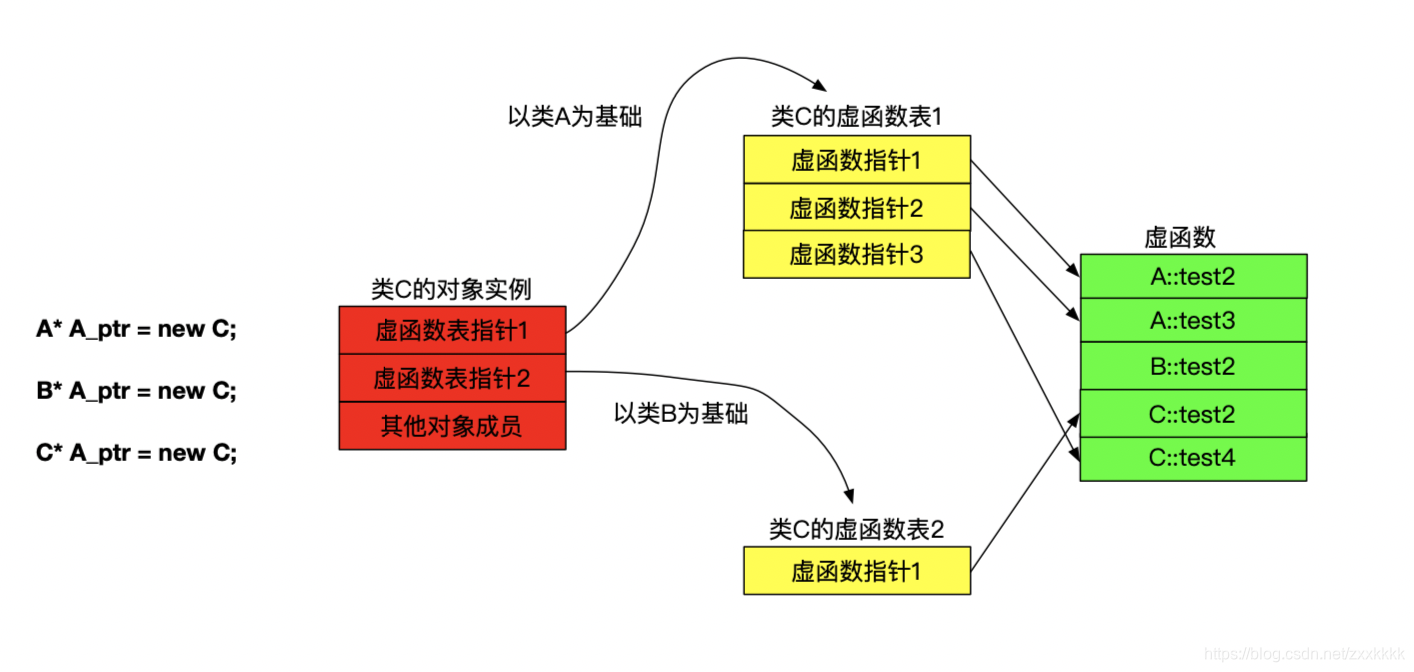 以类A为基础
类C的虚函数表1
虚函数指针1
虚函数指针2
虚函数指针3
虚函数
A::test2
A::test3
B::test2
C::test2
C::test4
类C的对象实例
虚函数表指针1
虚函数表指针2
其他对象成员
A* A_ptr = new C;
B* A_ptr = new C;
C* A_ptr = new C;
以类B为基础
类C的虚函数表2
虚函数指针1
https://blog.csdn.net/zxxkkkk